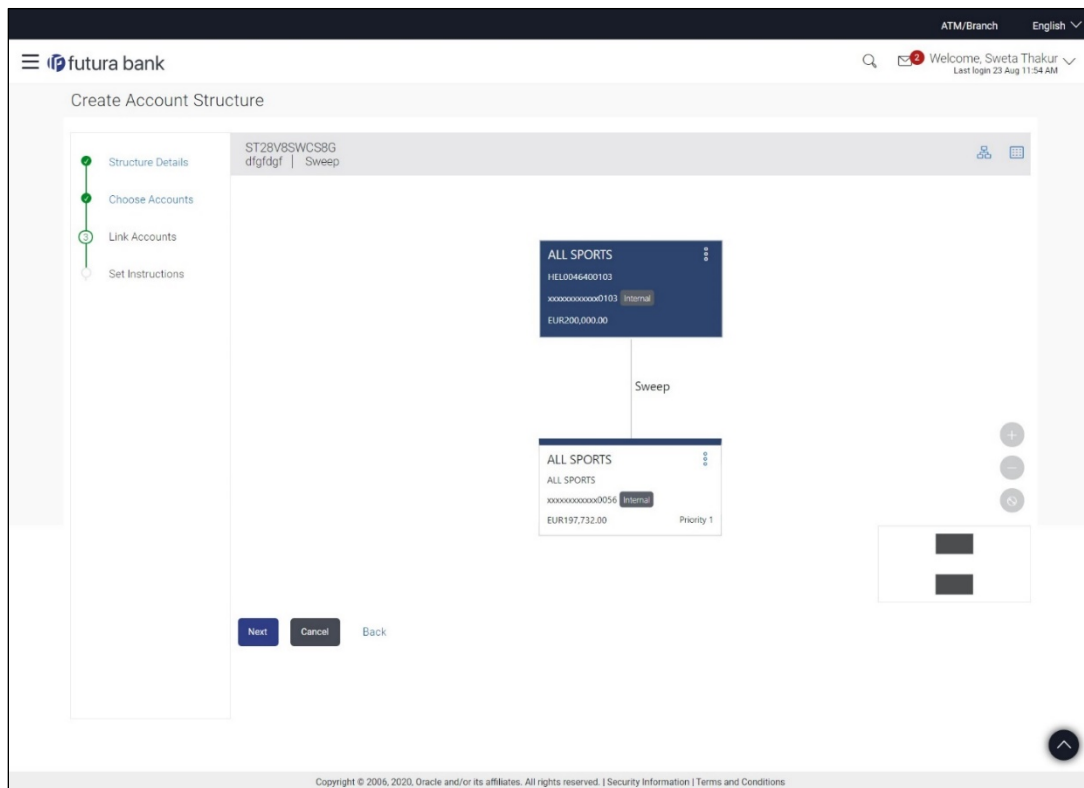 ATM/Branch English
futura bank
2
Welcome, Sweta Thakur
Last login 23 Aug 11:54 AM
Create Account Structure
Structure Details
Choose Accounts
3 Link Accounts
Set Instructions
ST28V8SWCS8G
dfgfdgf | Sweep
ALL SPORTS
HEL0046400103
xxxxxxxxxxxx0103 Internal
EUR200,000.00
Sweep
ALL SPORTS
ALL SPORTS
xxxxxxxxxxxx0056 Internal
EUR197,732.00 Priority 1
Next Cancel Back
Copyright © 2006, 2020, Oracle and/or its affiliates. All rights reserved. | Security Information | Terms and Conditions